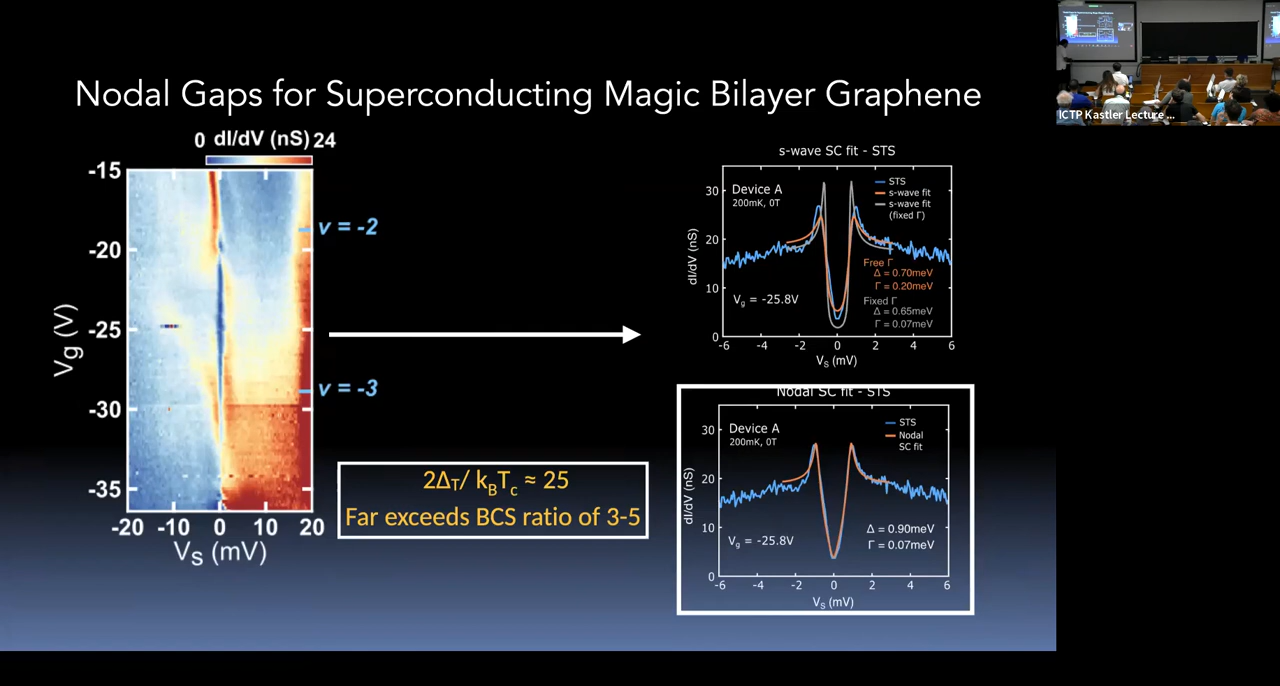 Nodal Gaps for Superconducting Magic Bilayer Graphene
0 dI/dV (nS) 24
-15
-20
-25
-30
-35
Vg (V)
-20 -10 0 10 20
VS (mV)
ν = -2
ν = -3
2ΔT/ kBTc ≈ 25
Far exceeds BCS ratio of 3-5
s-wave SC fit - STS
Device A
200mK, 0T
STS
s-wave fit
s-wave fit
(fixed Γ)
Free Γ
Δ = 0.70meV
Γ = 0.20meV
Fixed Γ
Δ = 0.65meV
Γ = 0.07meV
Vg = -25.8V
30
20
10
0
dI/dV (nS)
-6 -4 -2 0 2 4 6
VS (mV)
Nodal SC fit - STS
Device A
200mK, 0T
STS
Nodal
SC fit
Δ = 0.90meV
Γ = 0.07meV
Vg = -25.8V
30
20
10
0
dI/dV (nS)
-6 -4 -2 0 2 4 6
VS (mV)
ICTP Kastler Lecture ...